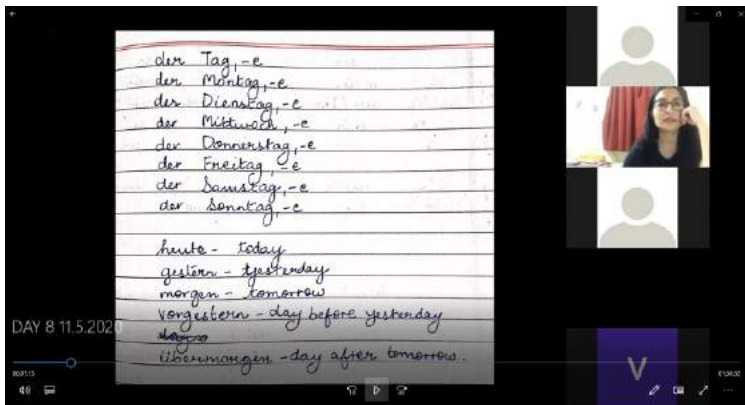 der Tag, -e
der Montag, -e
der Dienstag, -e
der Mittwoch, -e
der Donnerstag, -e
der Freitag, -e
der Samstag, -e
der Sonntag, -e
heute - today
gestern - yesterday
morgen - tomorrow
vorgestern - day before yesterday
übermorgen - day after tomorrow.
DAY 8 11.5.2020
V